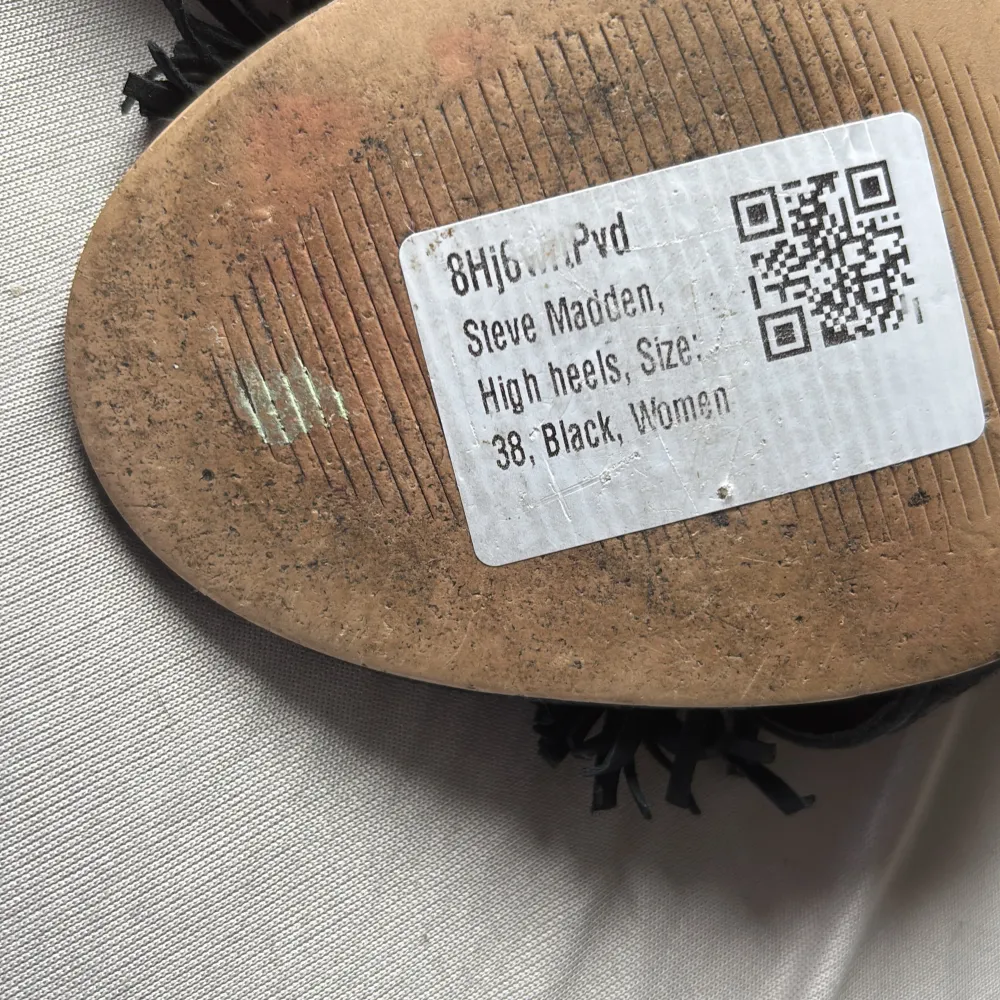 Steve Madden,
High heels, Size:
38, Black, Women